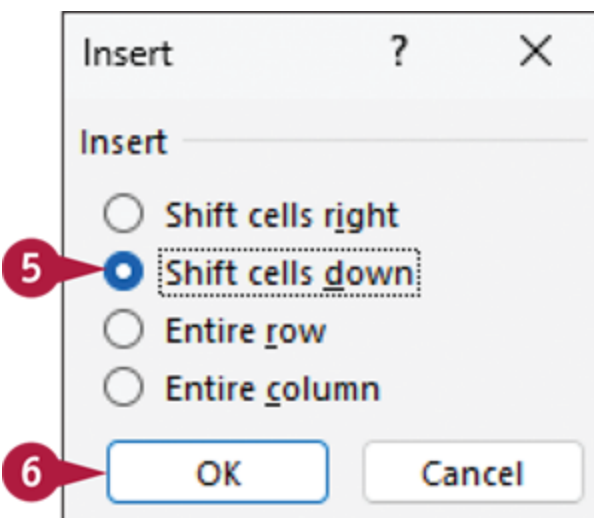 Insert ?
Insert
Shift cells right
5 Shift cells down
Entire row
Entire column
6 OK Cancel